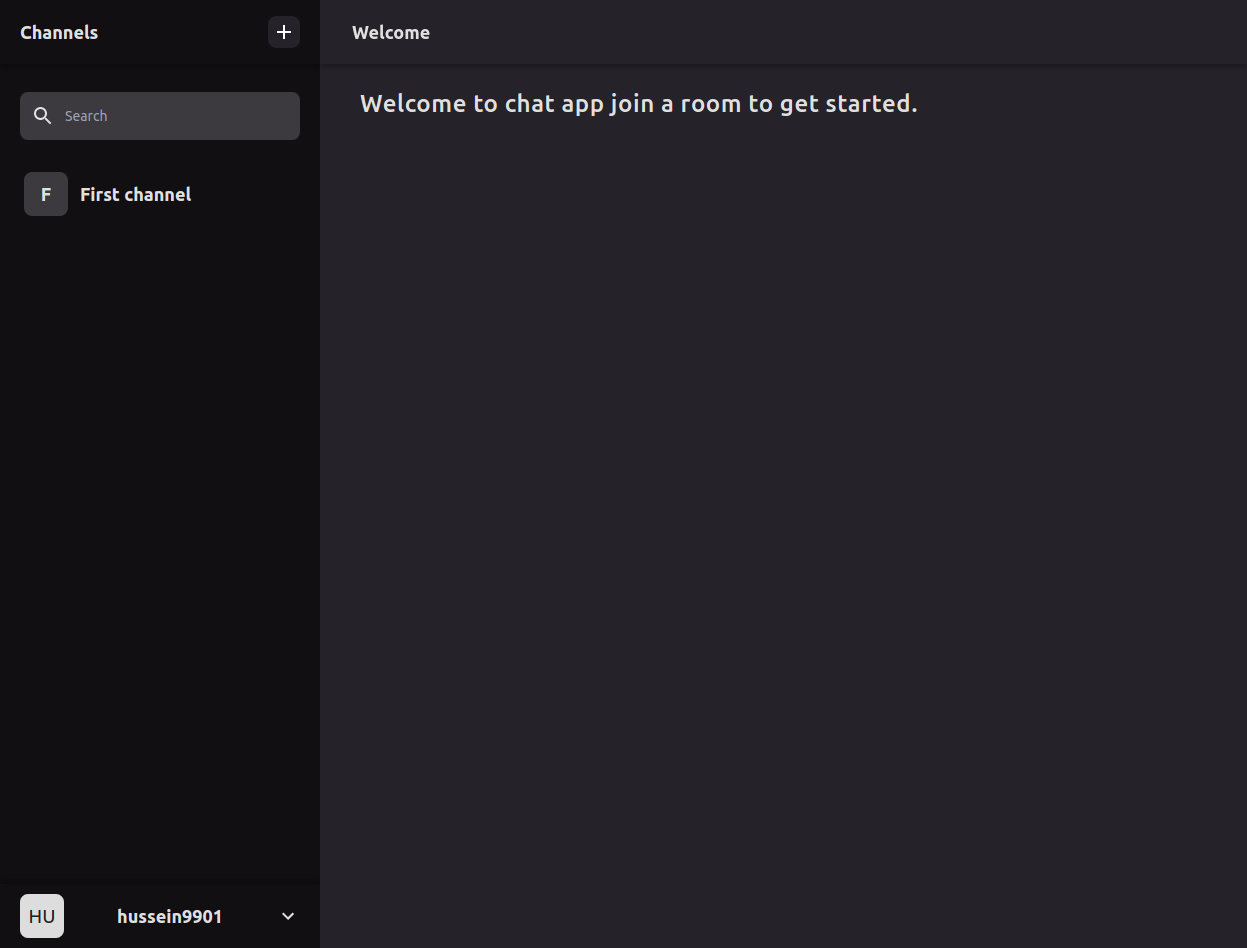 Channels
Welcome
Search
Welcome to chat app join a room to get started.
F
First channel
HU
hussein9901